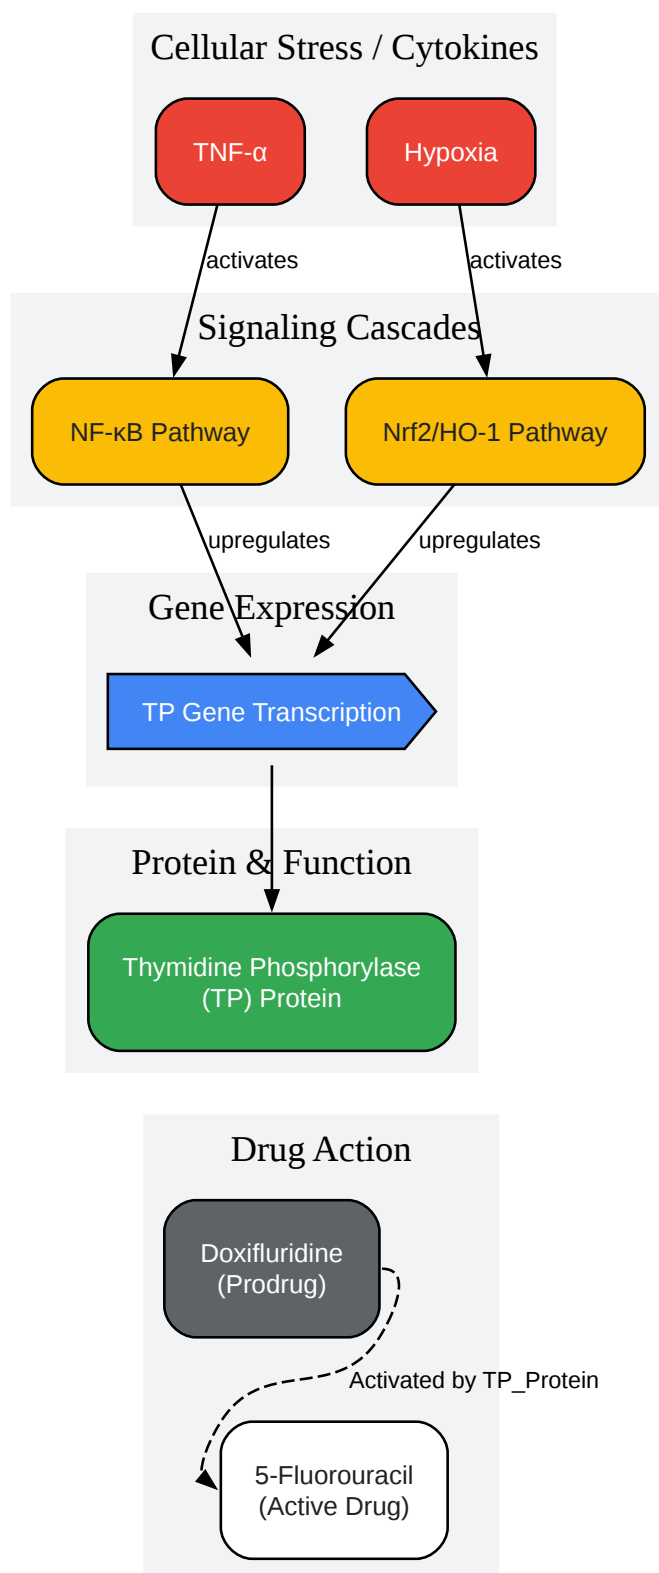 Cellular Stress / Cytokines
TNF-α
Hypoxia
activates
activates
Signaling Cascades
NF-κB Pathway
Nrf2/HO-1 Pathway
upregulates
upregulates
Gene Expression
TP Gene Transcription
Protein & Function
Thymidine Phosphorylase
(TP) Protein
Drug Action
Doxifluridine
(Prodrug)
Activated by TP_Protein
5-Fluorouracil
(Active Drug)